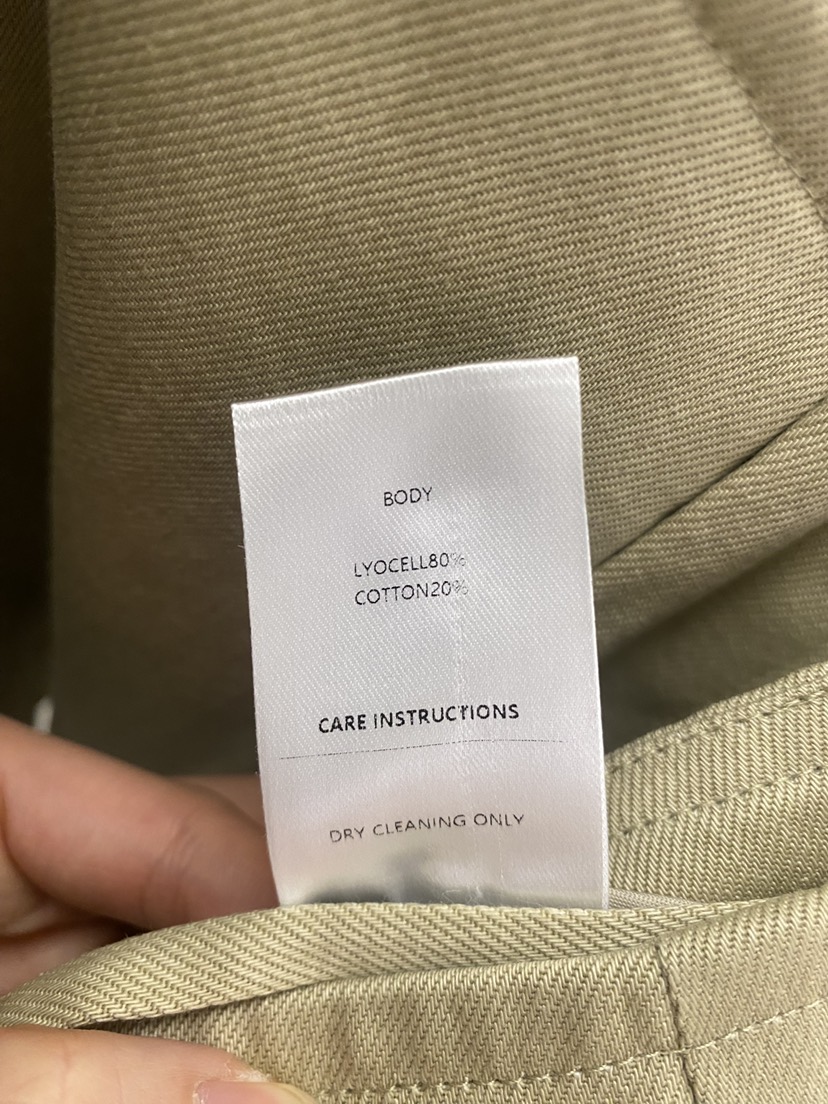 BODY
LYOCELL80%
COTTON20%
CARE INSTRUCTIONS
DRY CLEANING ONLY